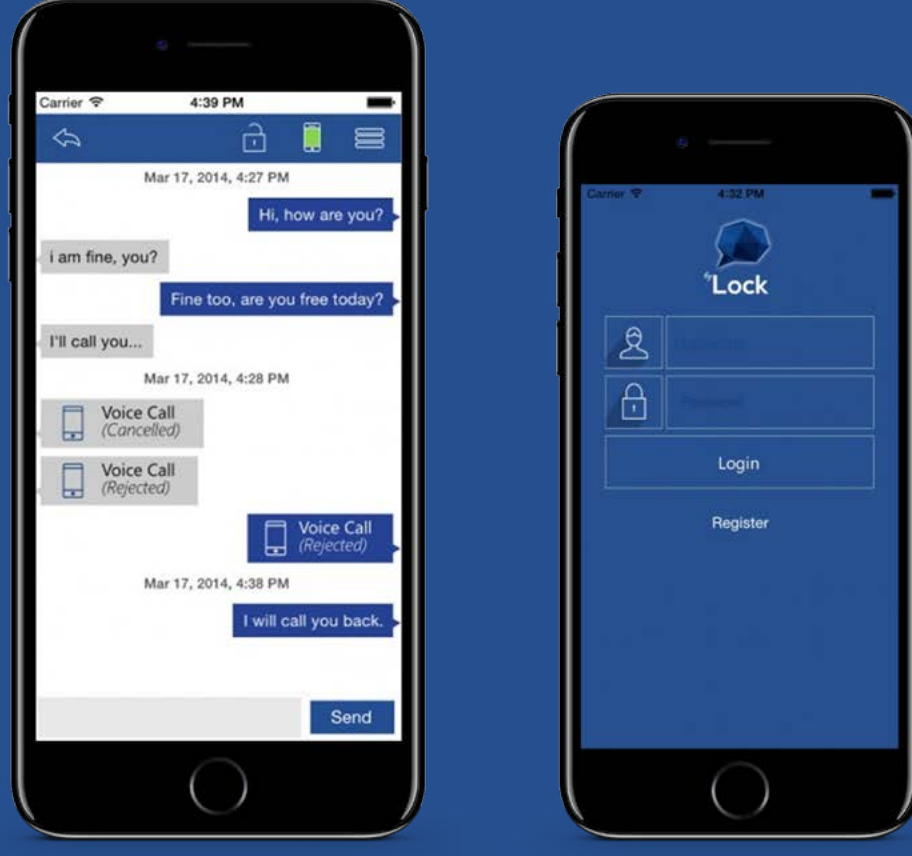 Carrier 4:39 PM
Mar 17, 2014, 4:27 PM
Hi, how are you?
i am fine, you?
Fine too, are you free today?
I'll call you...
Mar 17, 2014, 4:28 PM
Voice Call
(Cancelled)
Voice Call
(Rejected)
Voice Call
(Rejected)
Mar 17, 2014, 4:38 PM
I will call you back.
Send
Carrier 4:32 PM
Lock
Password
Login
Register